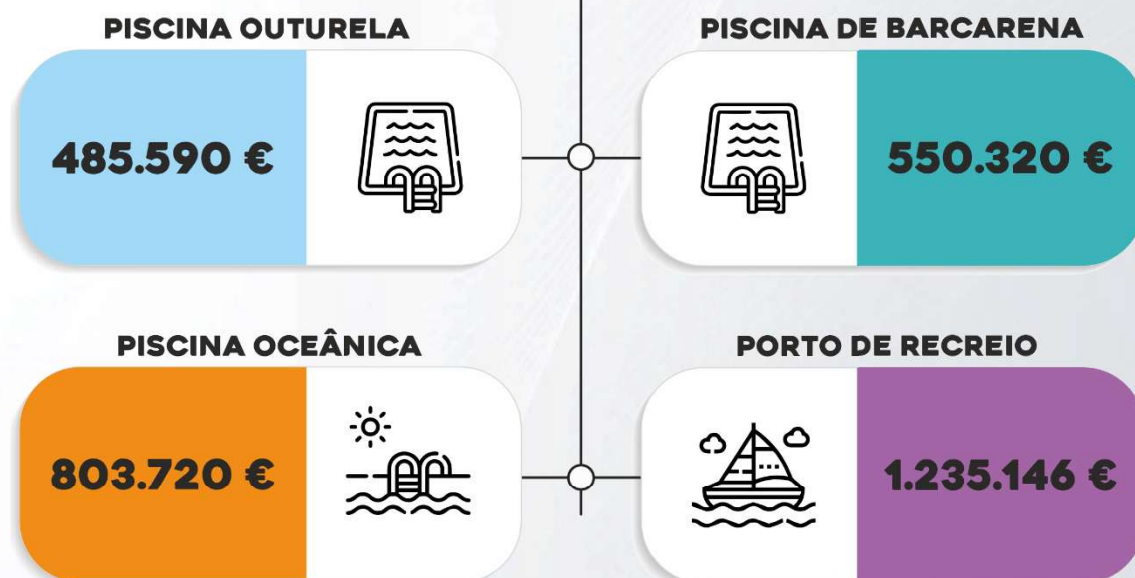 PISCINA OUTURELA
485.590 €
PISCINA DE BARCARENA
550.320 €
PISCINA OCEÂNICA
803.720 €
PORTO DE RECREIO
1.235.146 €